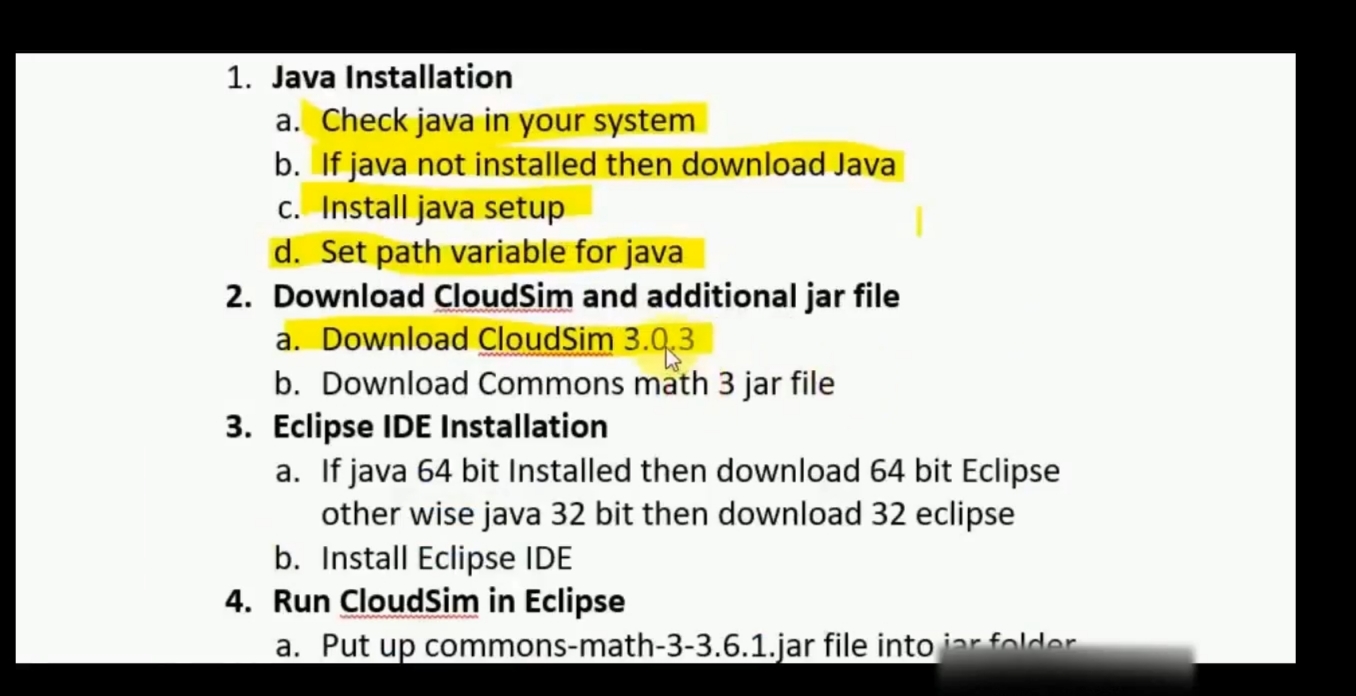 1. Java Installation
a. Check java in your system
b. If java not installed then download Java
c. Install java setup
d. Set path variable for java
2. Download CloudSim and additional jar file
a. Download CloudSim 3.0.3
b. Download Commons math 3 jar file
3. Eclipse IDE Installation
a. If java 64 bit Installed then download 64 bit Eclipse
other wise java 32 bit then download 32 eclipse
b. Install Eclipse IDE
4. Run CloudSim in Eclipse
a. Put up commons-math-3-3.6.1.jar file into jar folder